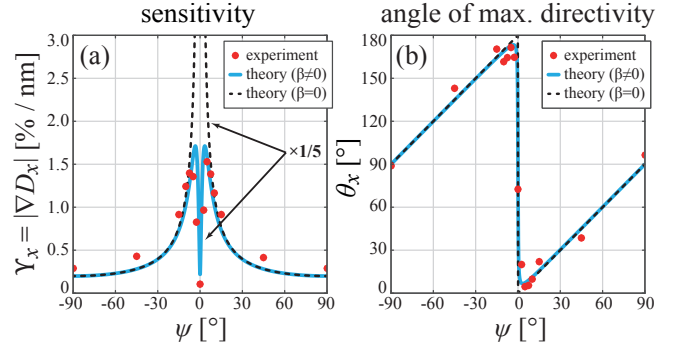 sensitivity
angle of max. directivity
(a)
experiment
theory (β≠0)
theory (β=0)
×1/5
ϒx = |∇Dx| [% / nm]
3.0
2.5
2.0
1.5
1.0
0.5
0
-90 -60 -30 0 30 60 90
ψ [°]
(b)
experiment
theory (β≠0)
theory (β=0)
θx [°]
180
150
120
90
60
30
0
-90 -60 -30 0 30 60 90
ψ [°]